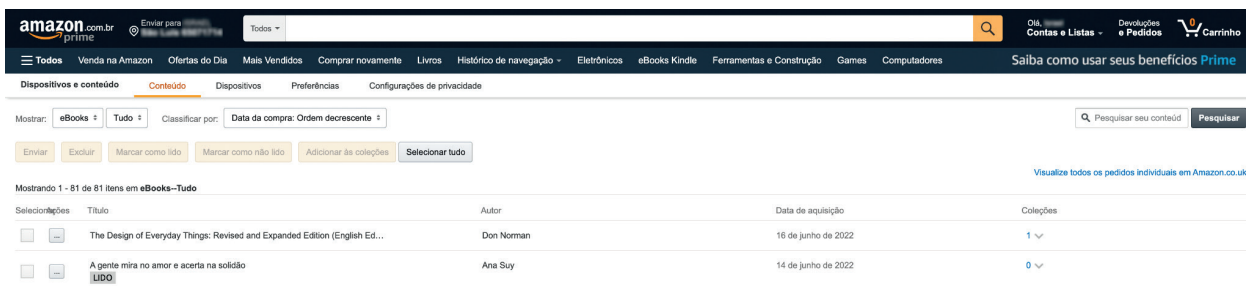 amazon.com.br
prime
Enviar para
Todos
Olá,
Contas e Listas
Devoluções
e Pedidos
0
Carrinho
Todos Venda na Amazon Ofertas do Dia Mais Vendidos Comprar novamente Livros Histórico de navegação Eletrônicos eBooks Kindle Ferramentas e Construção Games Computadores Saiba como usar seus benefícios Prime
Dispositivos e conteúdo Conteúdo Dispositivos Preferências Configurações de privacidade
Mostrar: eBooks Tudo Classificar por: Data da compra: Ordem decrescente Pesquisar seu conteúd Pesquisar
Enviar Excluir Marcar como lido Marcar como não lido Adicionar às coleções Selecionar tudo
Visualize todos os pedidos individuais em Amazon.co.uk
Mostrando 1 - 81 de 81 itens em eBooks--Tudo
Título Autor Data de aquisição Coleções
... The Design of Everyday Things: Revised and Expanded Edition (English Ed... Don Norman 16 de junho de 2022 1
... A gente mira no amor e acerta na solidão Ana Suy 14 de junho de 2022 0
LIDO